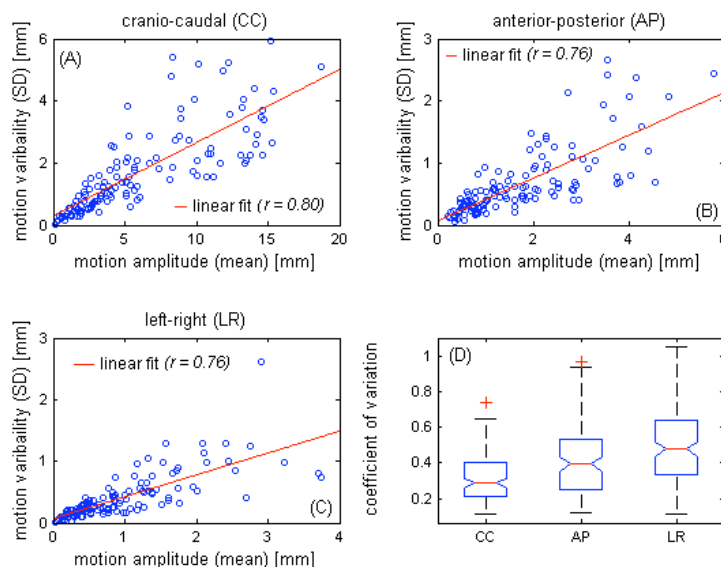 cranio-caudal (CC)
(A)
motion varibaility (SD) [mm]
6
4
2
0
linear fit (r = 0.80)
0 5 10 15 20
motion amplitude (mean) [mm]
anterior-posterior (AP)
linear fit (r = 0.76)
(B)
motion varibaility (SD) [mm]
3
2
1
0
0 2 4 6
motion amplitude (mean) [mm]
left-right (LR)
linear fit (r = 0.76)
(C)
motion varibaility (SD) [mm]
3
2
1
0
0 1 2 3 4
motion amplitude (mean) [mm]
(D)
coefficient of variation
1
0.8
0.6
0.4
0.2
CC AP LR